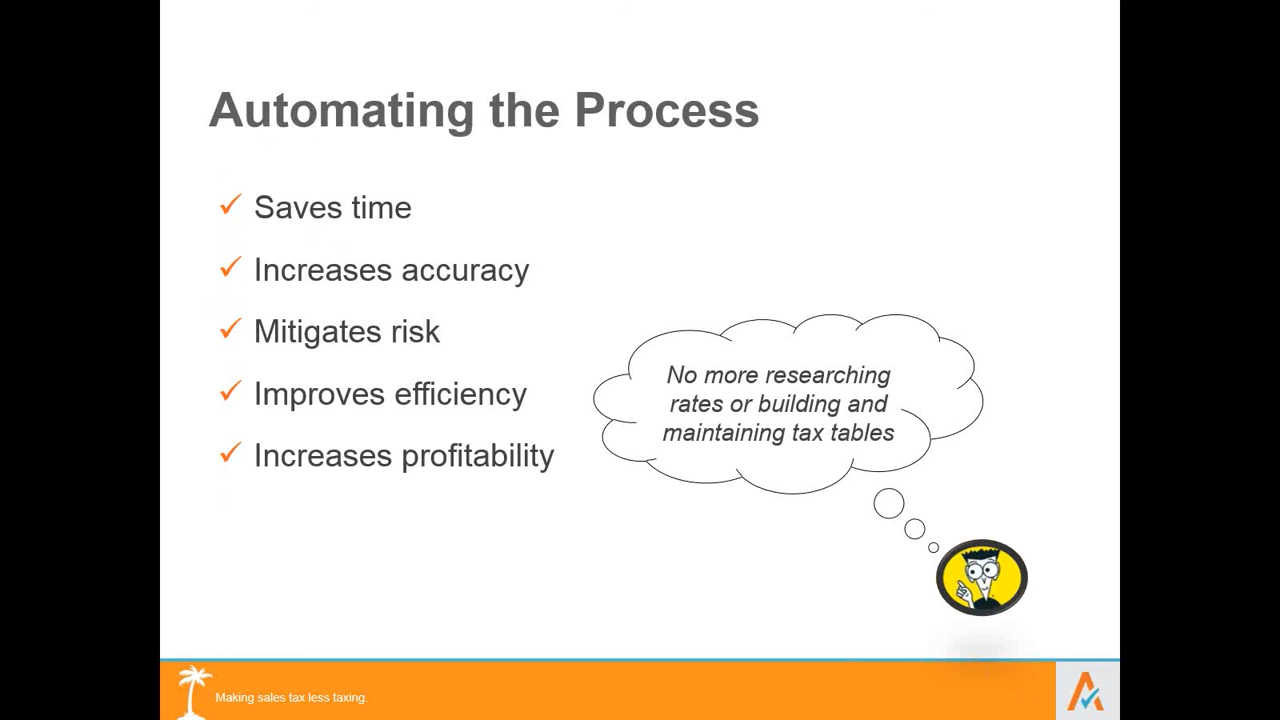 Automating the Process
Saves time
Increases accuracy
Mitigates risk
Improves efficiency
Increases profitability
No more researching
rates or building and
maintaining tax tables
Making sales tax less taxing.